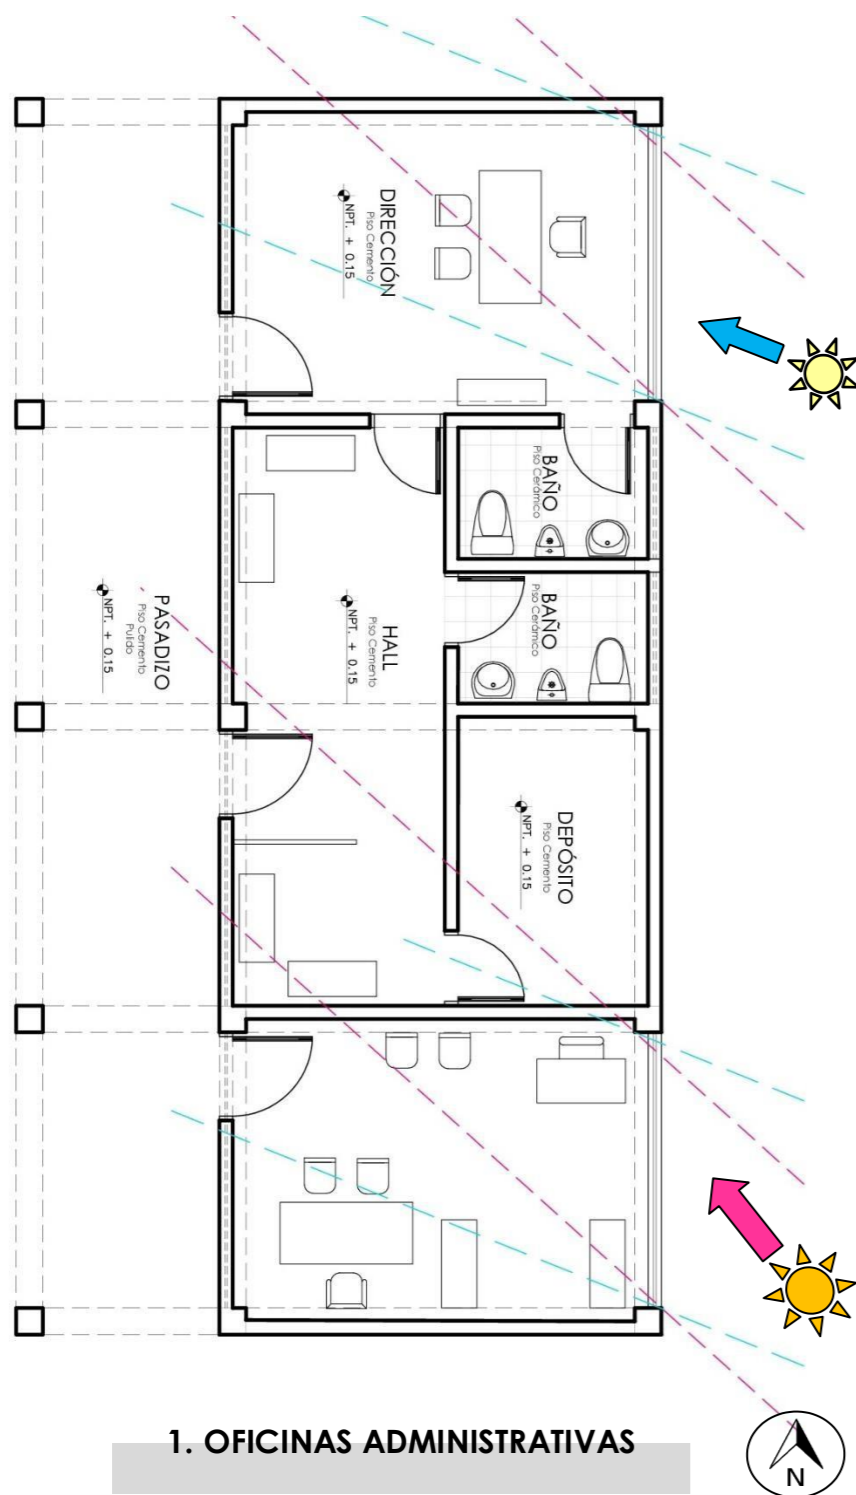 DIRECCIÓN
Piso Cemento
NPT. + 0.15
BAÑO
Piso Cerámico
BAÑO
Piso Cerámico
HALL
Piso Cemento
NPT. + 0.15
PASADIZO
Piso Cemento
Pulido
NPT. + 0.15
DEPÓSITO
Piso Cemento
NPT. + 0.15
1. OFICINAS ADMINISTRATIVAS
N